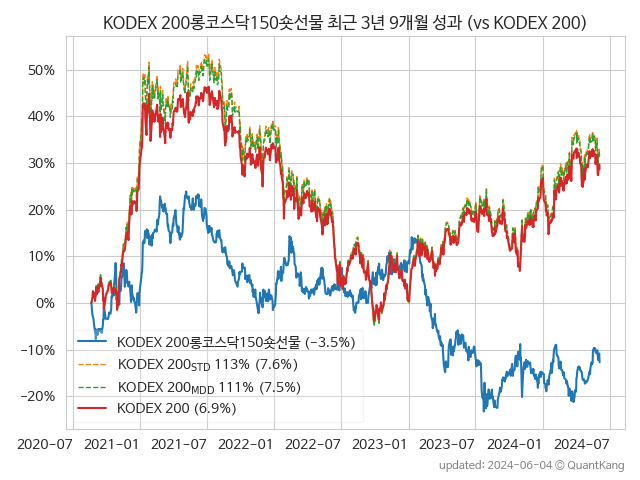 KODEX 200롱코스닥150숏선물 최근 3년 9개월 성과 (vs KODEX 200)
50%
40%
30%
20%
10%
0%
−10%
−20%
KODEX 200롱코스닥150숏선물 (−3.5%)
KODEX 200STD 113% (7.6%)
KODEX 200MDD 111% (7.5%)
KODEX 200 (6.9%)
2020-07 2021-01 2021-07 2022-01 2022-07 2023-01 2023-07 2024-01 2024-07
updated: 2024-06-04 © QuantKang